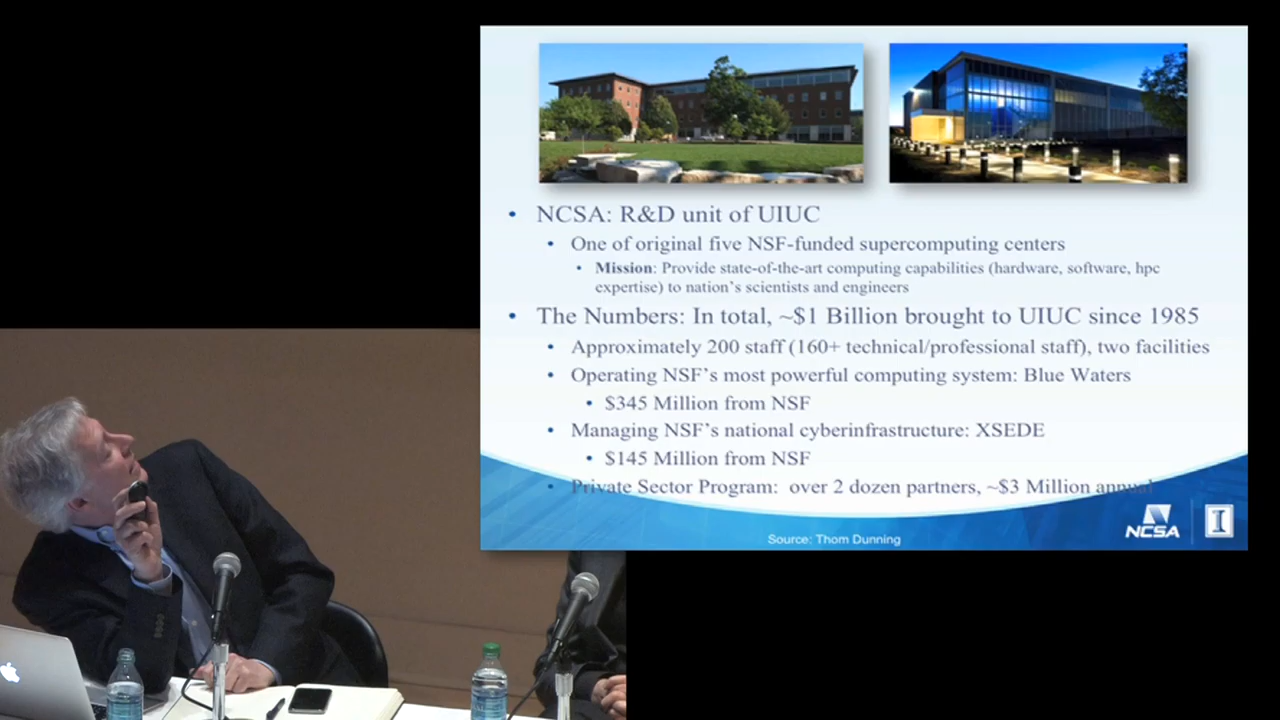 NCSA: R&D unit of UIUC
One of original five NSF-funded supercomputing centers
Mission: Provide state-of-the-art computing capabilities (hardware, software, hpc
expertise) to nation's scientists and engineers
The Numbers: In total, ~$1 Billion brought to UIUC since 1985
Approximately 200 staff (160+ technical/professional staff), two facilities
Operating NSF's most powerful computing system: Blue Waters
$345 Million from NSF
Managing NSF's national cyberinfrastructure: XSEDE
$145 Million from NSF
Private Sector Program: over 2 dozen partners, ~$3 Million annual
NCSA I
Source: Thom Dunning